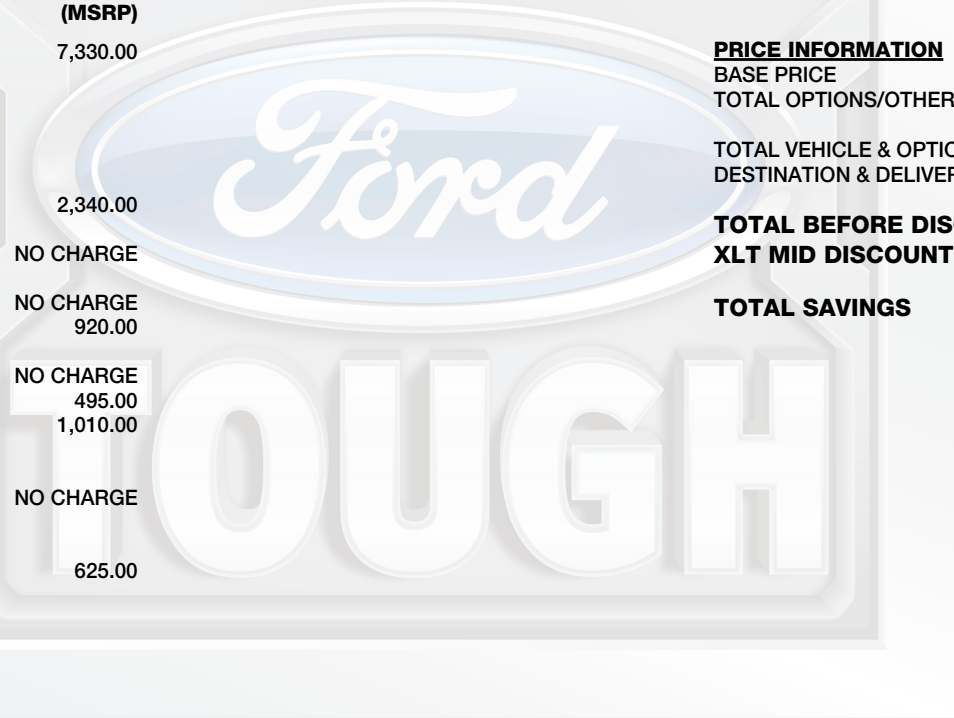 (MSRP)
7,330.00
2,340.00
NO CHARGE
NO CHARGE
920.00
NO CHARGE
495.00
1,010.00
NO CHARGE
625.00
PRICE INFORMATION
BASE PRICE
TOTAL OPTIONS/OTHER
TOTAL VEHICLE & OPTIO
DESTINATION & DELIVER
TOTAL BEFORE DIS
XLT MID DISCOUNT
TOTAL SAVINGS
Ford
TOUGH